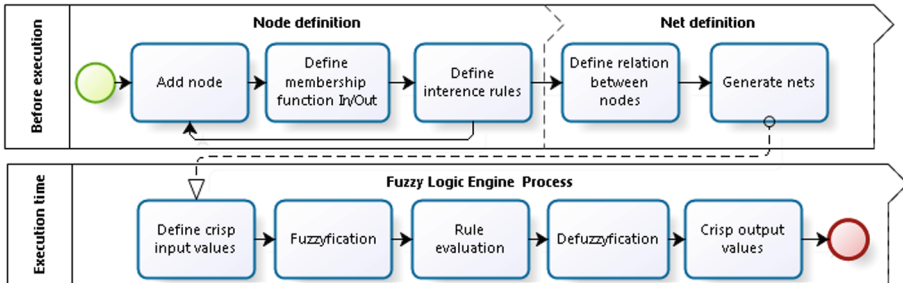 Node definition
Net definition
Before execution
Add node
Define
membership
function In/Out
Define
interence rules
Define relation
between
nodes
Generate nets
Fuzzy Logic Engine Process
Execution time
Define crisp
input values
Fuzzyfication
Rule
evaluation
Defuzzyfication
Crisp output
values